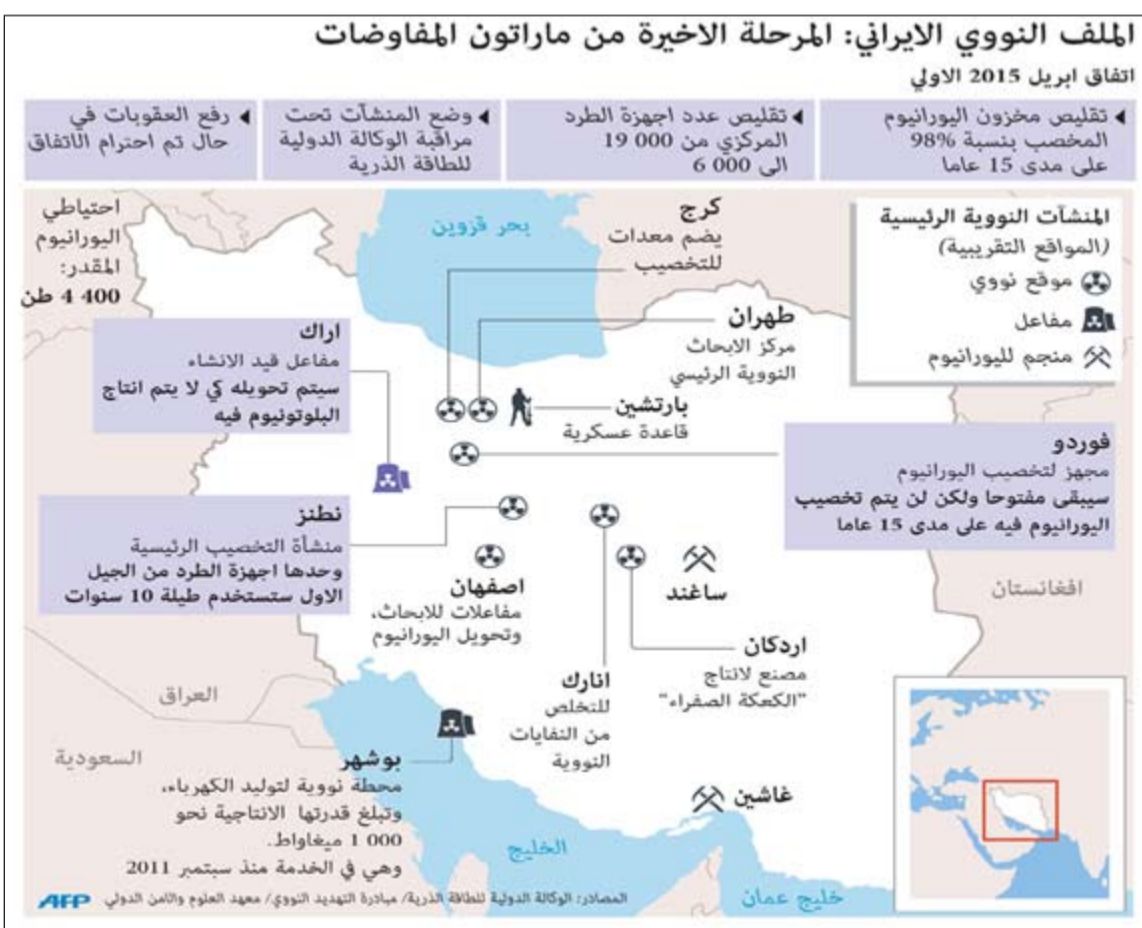 الملف النووي الايراني: المرحلة الاخيرة من ماراتون المفاوضات
اتفاق ابريل 2015 الاولي
تقليص مخزون اليورانيوم
المخصب بنسبة 98%
على مدى 15 عاما
تقليص عدد اجهزة الطرد
المركزي من 000 19
الى 000 6
وضع المنشآت تحت
مراقبة الوكالة الدولية
للطاقة الذرية
رفع العقوبات في
حال تم احترام الاتفاق
المنشآت النووية الرئيسية
(المواقع التقريبية)
موقع نووي
مفاعل
منجم لليورانيوم
احتياطي
اليورانيوم
المقدر:
400 4 طن
بحر قزوين
كرج
يضم معدات
للتخصيب
طهران
مركز الابحاث
النووية الرئيسي
بارتشين
قاعدة عسكرية
اراك
مفاعل قيد الانشاء
سيتم تحويله كي لا يتم انتاج
البلوتونيوم فيه
فوردو
مجهز لتخصيب اليورانيوم
سيبقى مفتوحا ولكن لن يتم تخصيب
اليورانيوم فيه على مدى 15 عاما
نطنز
منشأة التخصيب الرئيسية
وحدها اجهزة الطرد من الجيل
الاول ستستخدم طيلة 10 سنوات
اصفهان
مفاعلات للابحاث،
وتحويل اليورانيوم
ساغند
افغانستان
اردكان
مصنع لانتاج
"الكعكة الصفراء"
انارك
للتخلص
من النفايات
النووية
العراق
السعودية
بوشهر
محطة نووية لتوليد الكهرباء،
وتبلغ قدرتها الانتاجية نحو
000 1 ميغاواط.
وهي في الخدمة منذ سبتمبر 2011
غاشين
الخليج
خليج عمان
المصادر: الوكالة الدولية للطاقة الذرية/ مبادرة التهديد النووي/ معهد العلوم والامن الدولي
AFP